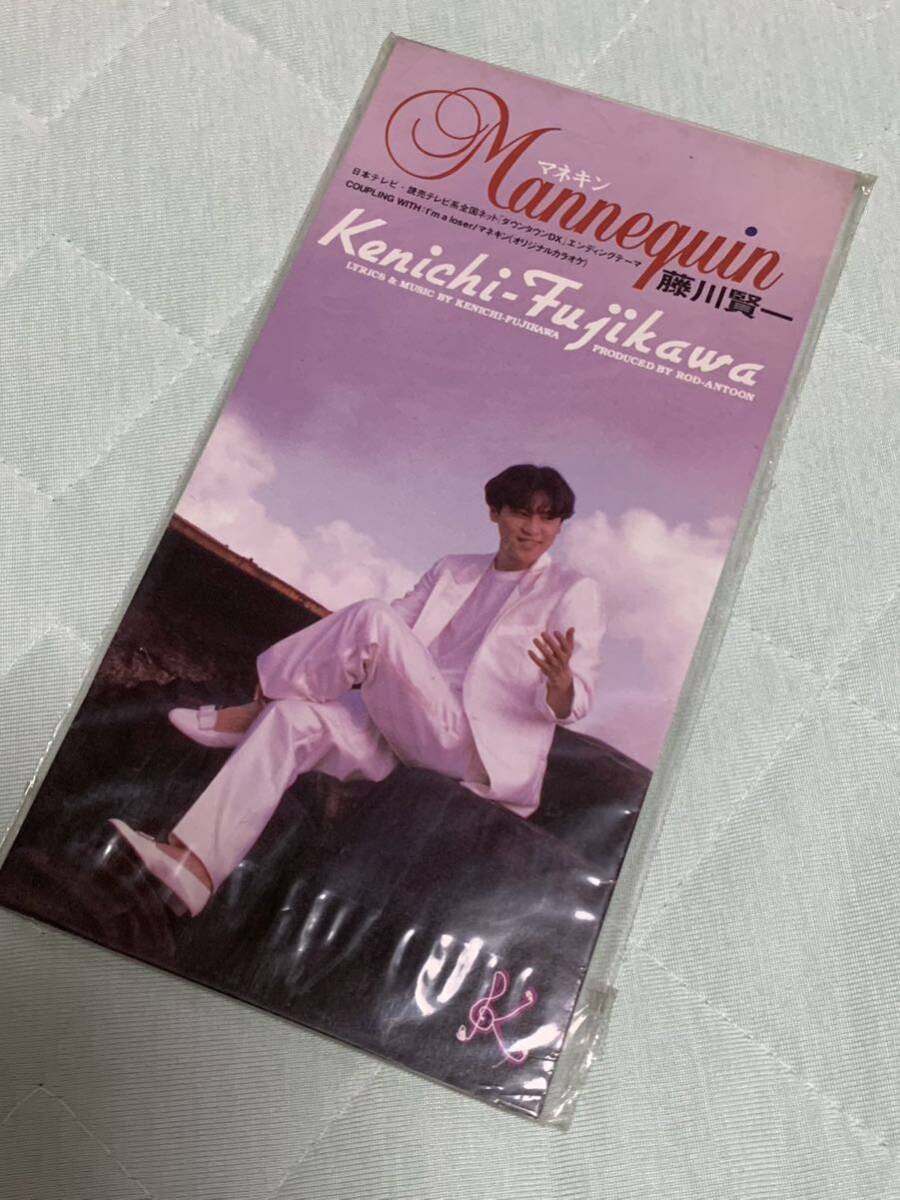 Mannequin
マネキン
日本テレビ・読売テレビ系全国ネット「ダウンタウンDX」エンディングテーマ
COUPLING WITH:I'm a loser/マネキン(オリジナルカラオケ)
藤川賢一
Kenichi-Fujikawa
LYRICS & MUSIC BY KENICHI-FUJIKAWA
PRODUCED BY ROD-ANTOON
K